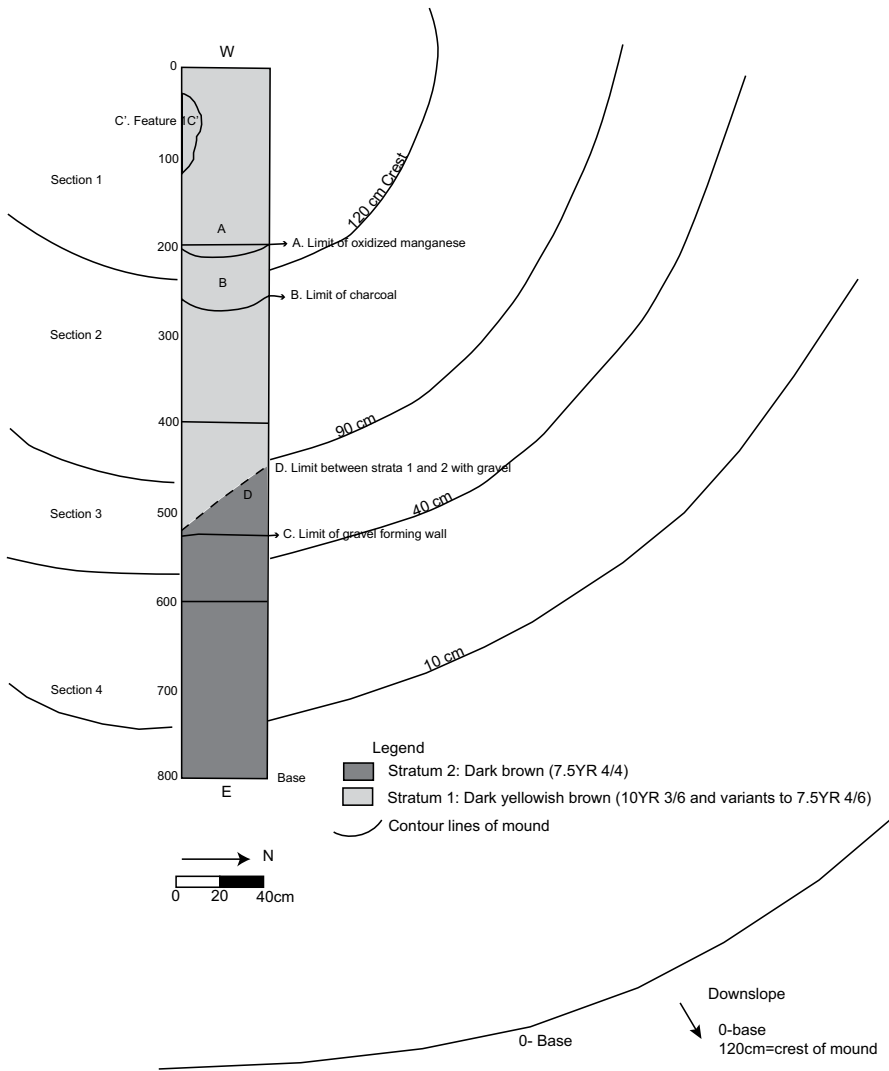 W
0
C'. Feature 1C'
100
Section 1
120 cm Crest
A
A. Limit of oxidized manganese
200
B
B. Limit of charcoal
Section 2
300
400
90 cm
D. Limit between strata 1 and 2 with gravel
D
Section 3
500
40 cm
C. Limit of gravel forming wall
600
10 cm
Section 4
700
Legend
Stratum 2: Dark brown (7.5YR 4/4)
800
Base
E
Stratum 1: Dark yellowish brown (10YR 3/6 and variants to 7.5YR 4/6)
Contour lines of mound
N
0 20 40cm
Downslope
0- Base
0-base
120cm=crest of mound